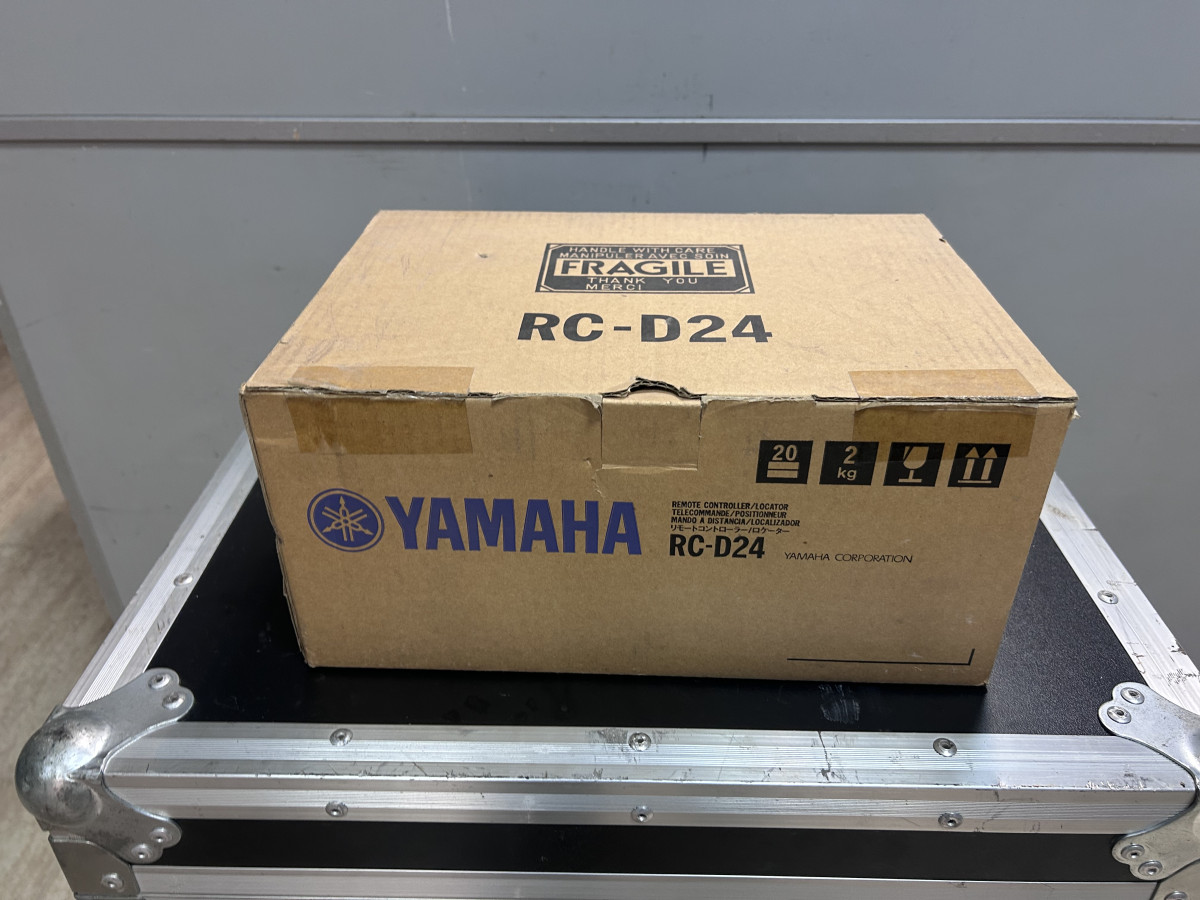 HANDLE WITH CARE
MANIPULER AVEC SOIN
FRAGILE
THANK YOU
MERCI
RC-D24
20
2
kg
YAMAHA
REMOTE CONTROLLER/LOCATOR
TELECOMMANDE/POSITIONNEUR
MANDO A DISTANCIA/LOCALIZADOR
リモートコントローラー/ロケーター
RC-D24
YAMAHA CORPORATION